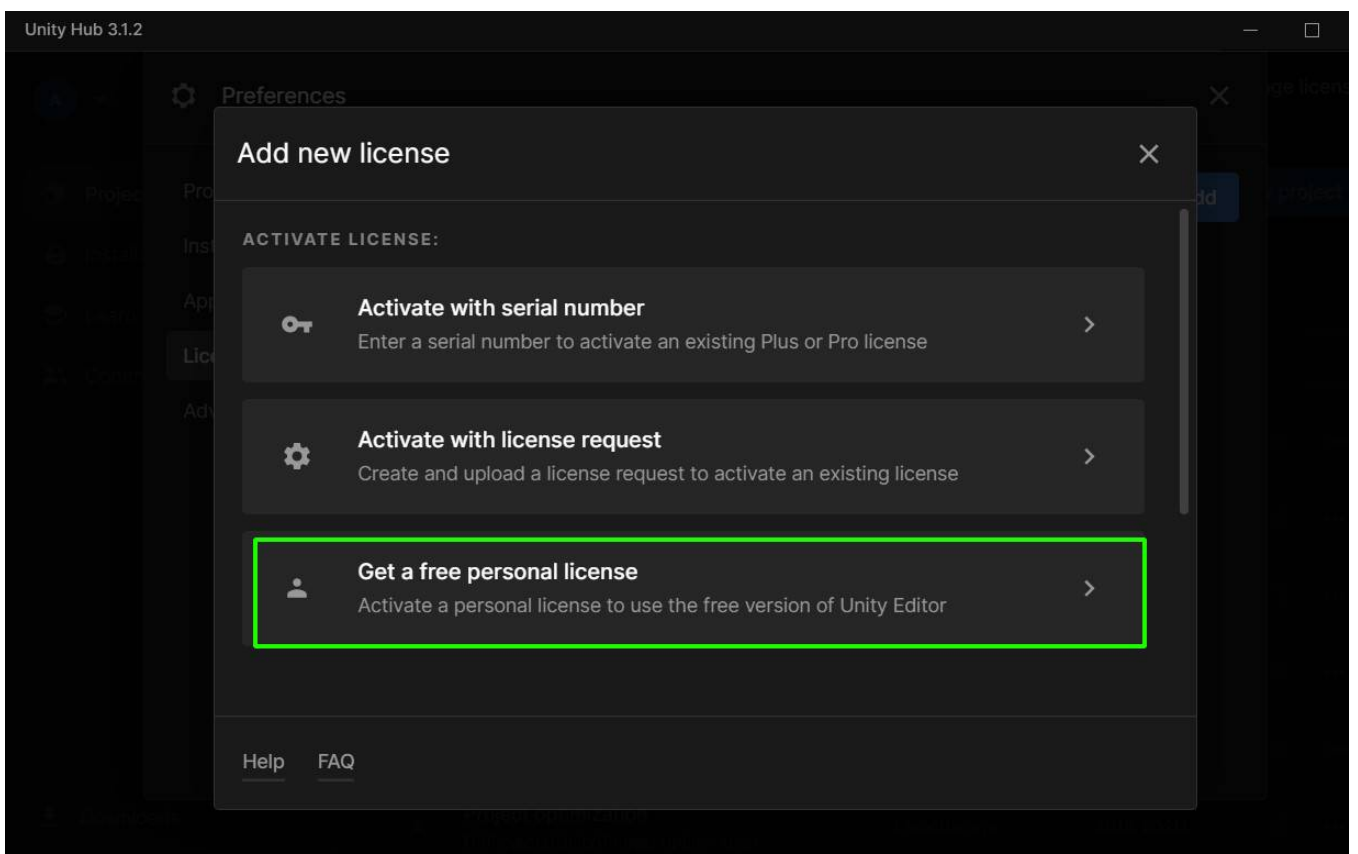 Unity Hub 3.1.2
Preferences
Add new license
ACTIVATE LICENSE:
Activate with serial number
Enter a serial number to activate an existing Plus or Pro license
Activate with license request
Create and upload a license request to activate an existing license
Get a free personal license
Activate a personal license to use the free version of Unity Editor
Help FAQ